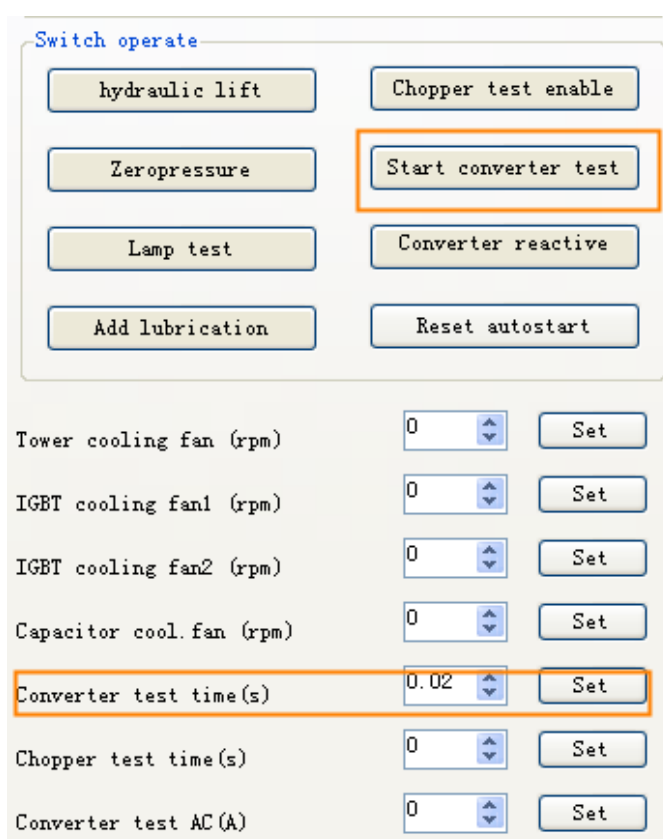 Switch operate
hydraulic lift Chopper test enable
Zeropressure Start converter test
Lamp test Converter reactive
Add lubrication Reset autostart
Tower cooling fan (rpm) 0 Set
IGBT cooling fan1 (rpm) 0 Set
IGBT cooling fan2 (rpm) 0 Set
Capacitor cool.fan (rpm) 0 Set
Converter test time(s) 0.02 Set
Chopper test time(s) 0 Set
Converter test AC(A) 0 Set